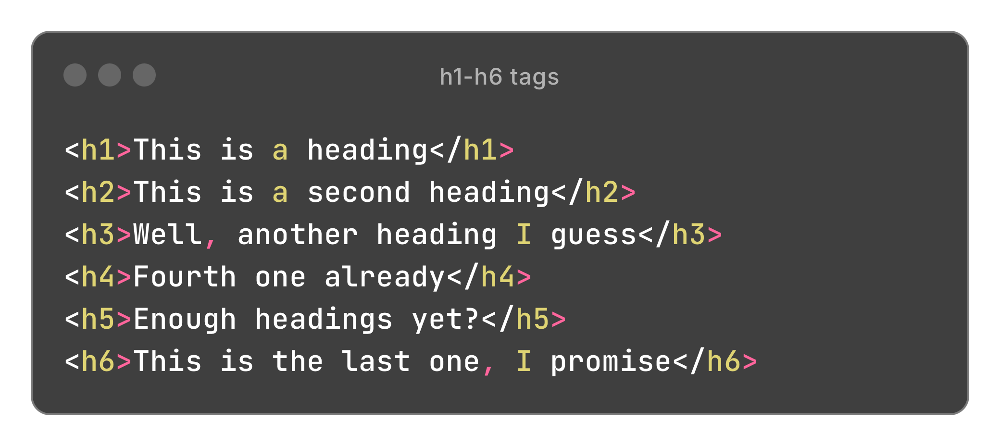 h1-h6 tags
<h1>This is a heading</h1>
<h2>This is a second heading</h2>
<h3>Well, another heading I guess</h3>
<h4>Fourth one already</h4>
<h5>Enough headings yet?</h5>
<h6>This is the last one, I promise</h6>